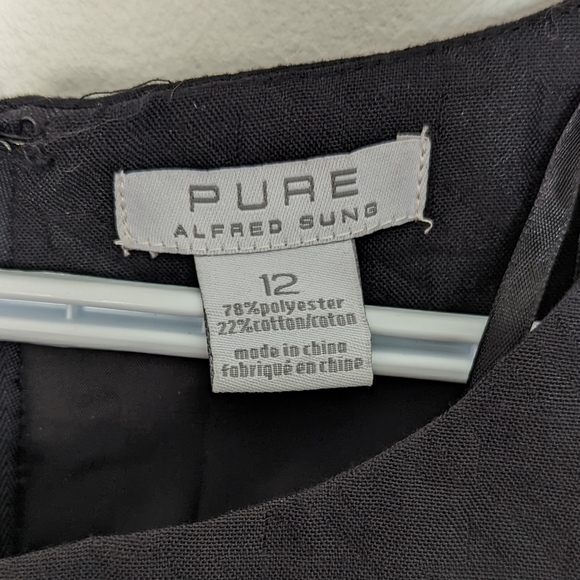 PURE
ALFRED SUNG
12
78%polyester
22%cotton/coton
made in china
fabriqué en chine